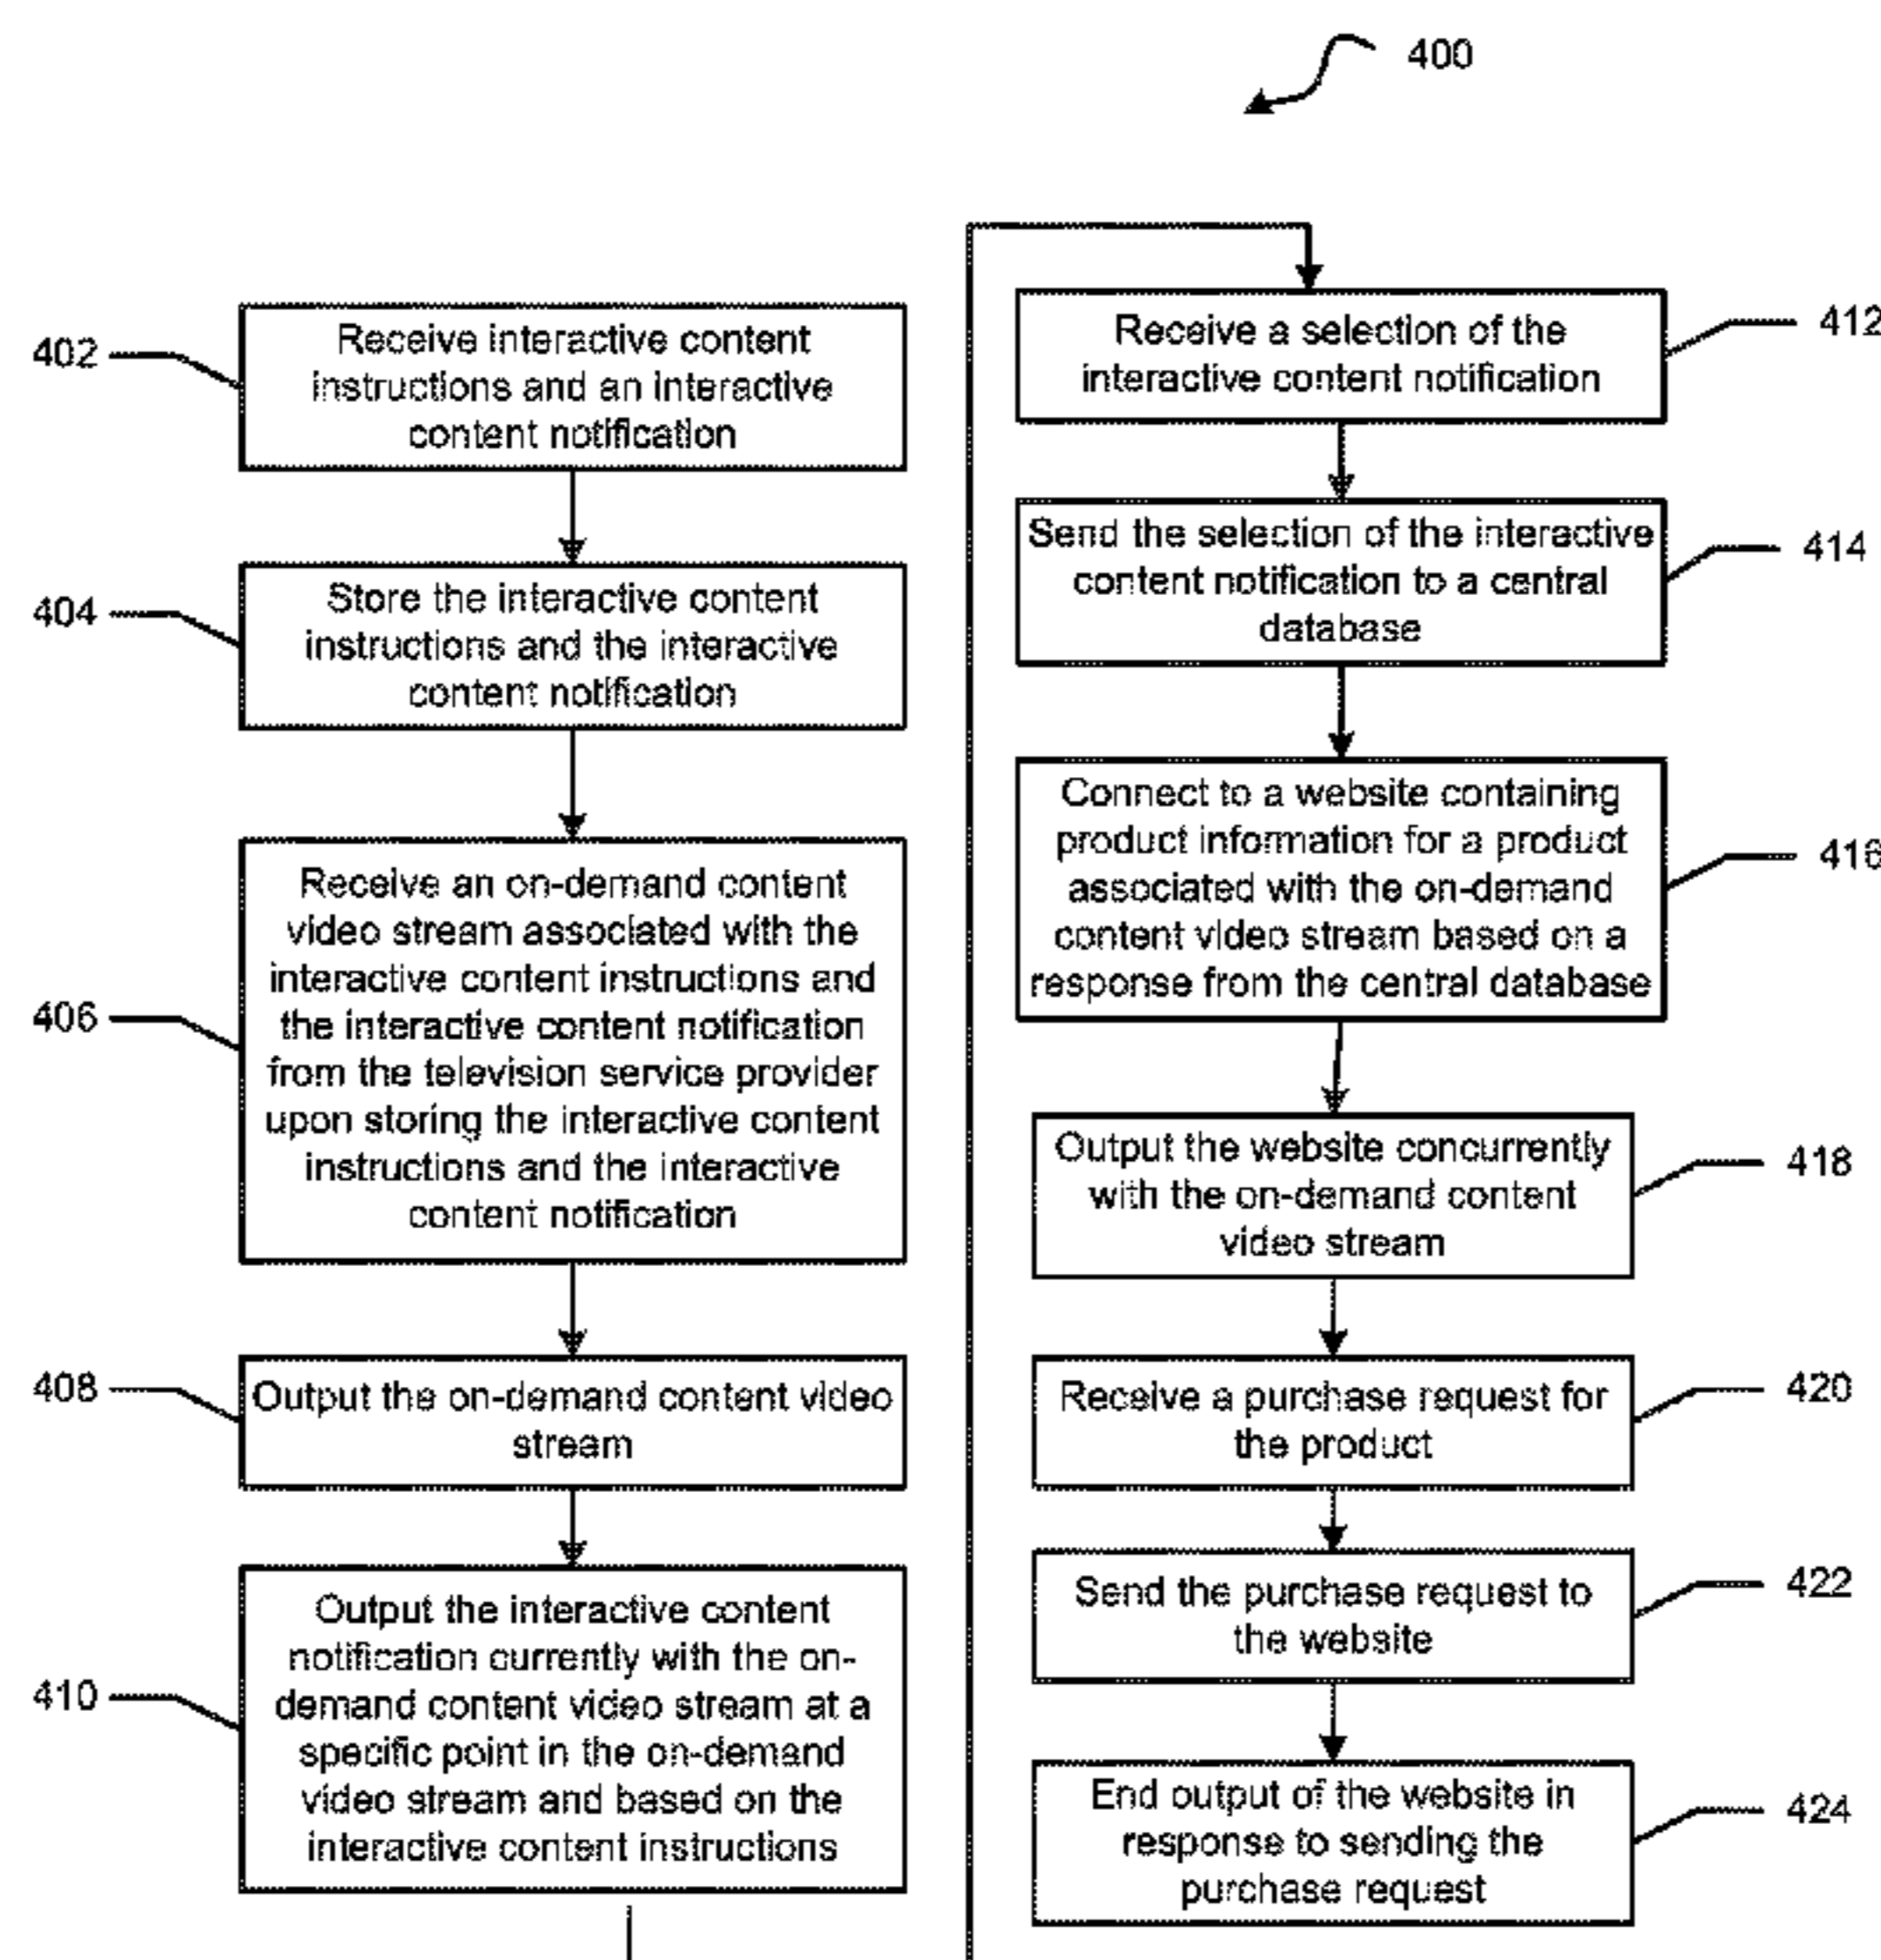 400
402
Receive interactive content
instructions and an interactive
content notification
404
Store the interactive content
instructions and the interactive
content notification
406
Receive an on-demand content
video stream associated with the
interactive content instructions and
the interactive content notification
from the television service provider
upon storing the interactive content
instructions and the interactive
content notification
408
Output the on-demand content video
stream
410
Output the interactive content
notification currently with the on-
demand content video stream at a
specific point in the on-demand
video stream and based on the
interactive content instructions
412
Receive a selection of the
interactive content notification
414
Send the selection of the interactive
content notification to a central
database
416
Connect to a website containing
product information for a product
associated with the on-demand
content video stream based on a
response from the central database
418
Output the website concurrently
with the on-demand content
video stream
420
Receive a purchase request for
the product
422
Send the purchase request to
the website
424
End output of the website in
response to sending the
purchase request